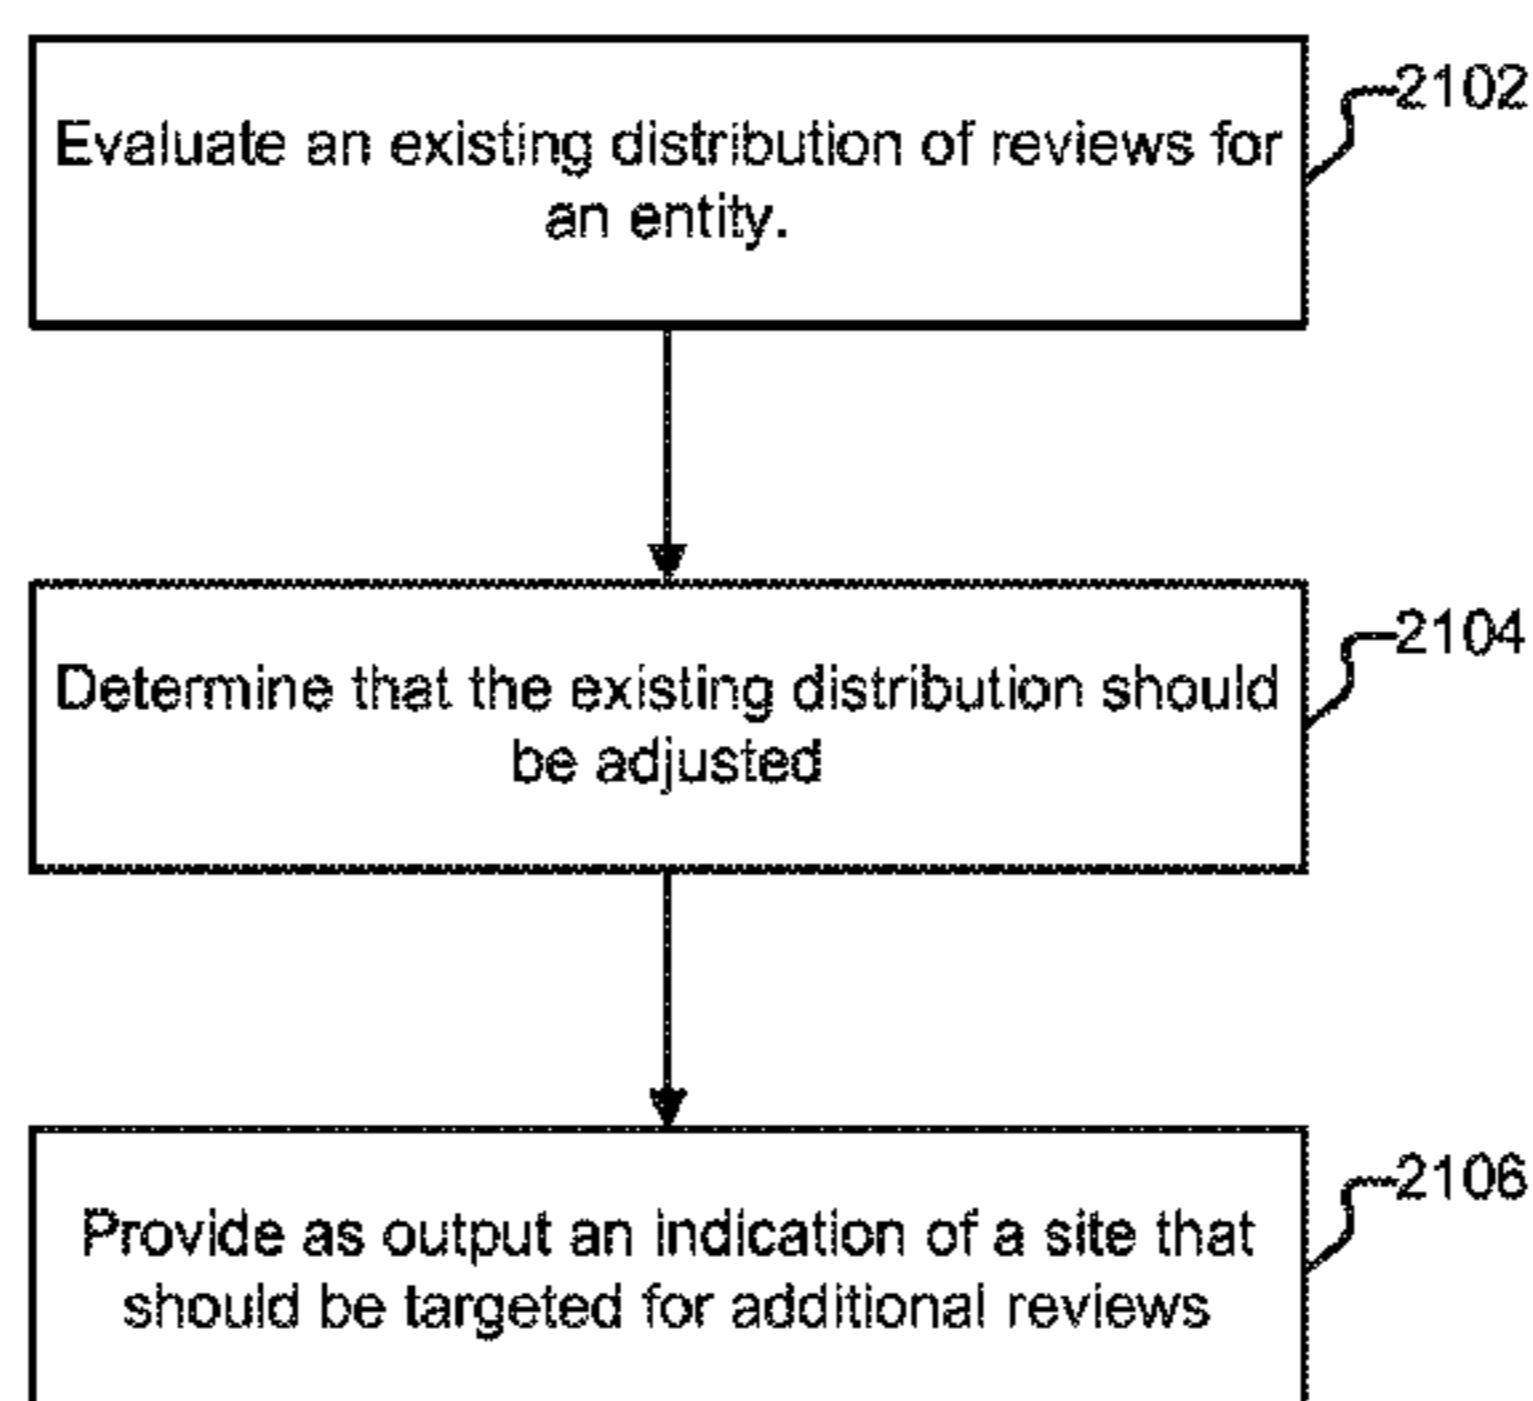 2102
Evaluate an existing distribution of reviews for
an entity.
2104
Determine that the existing distribution should
be adjusted
2106
Provide as output an indication of a site that
should be targeted for additional reviews